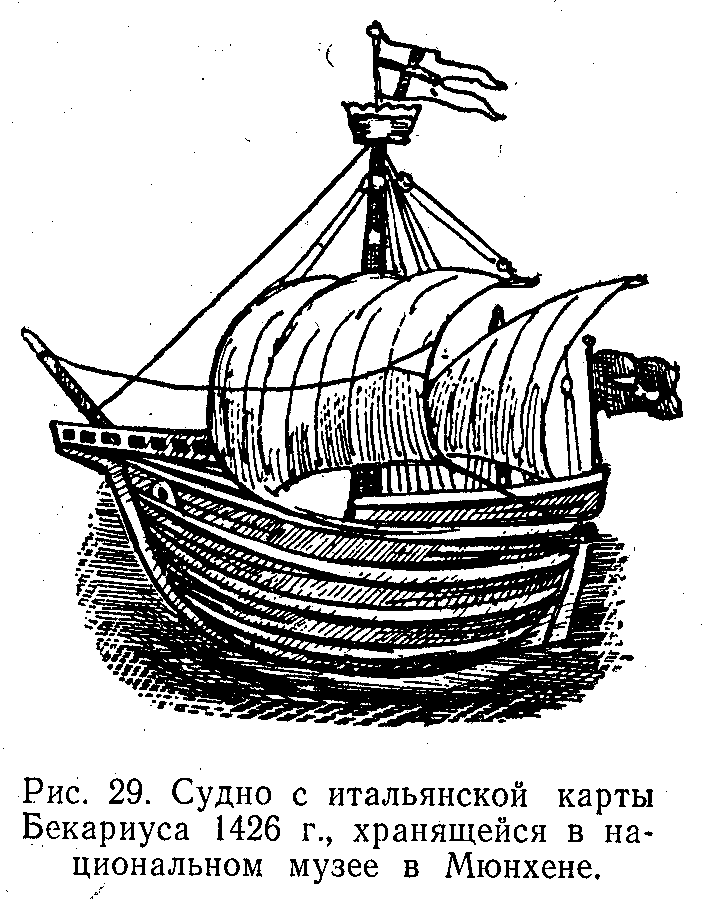 Рис. 29. Судно с итальянской карты
Бекариуса 1426 г., хранящейся в на-
циональном музее в Мюнхене.